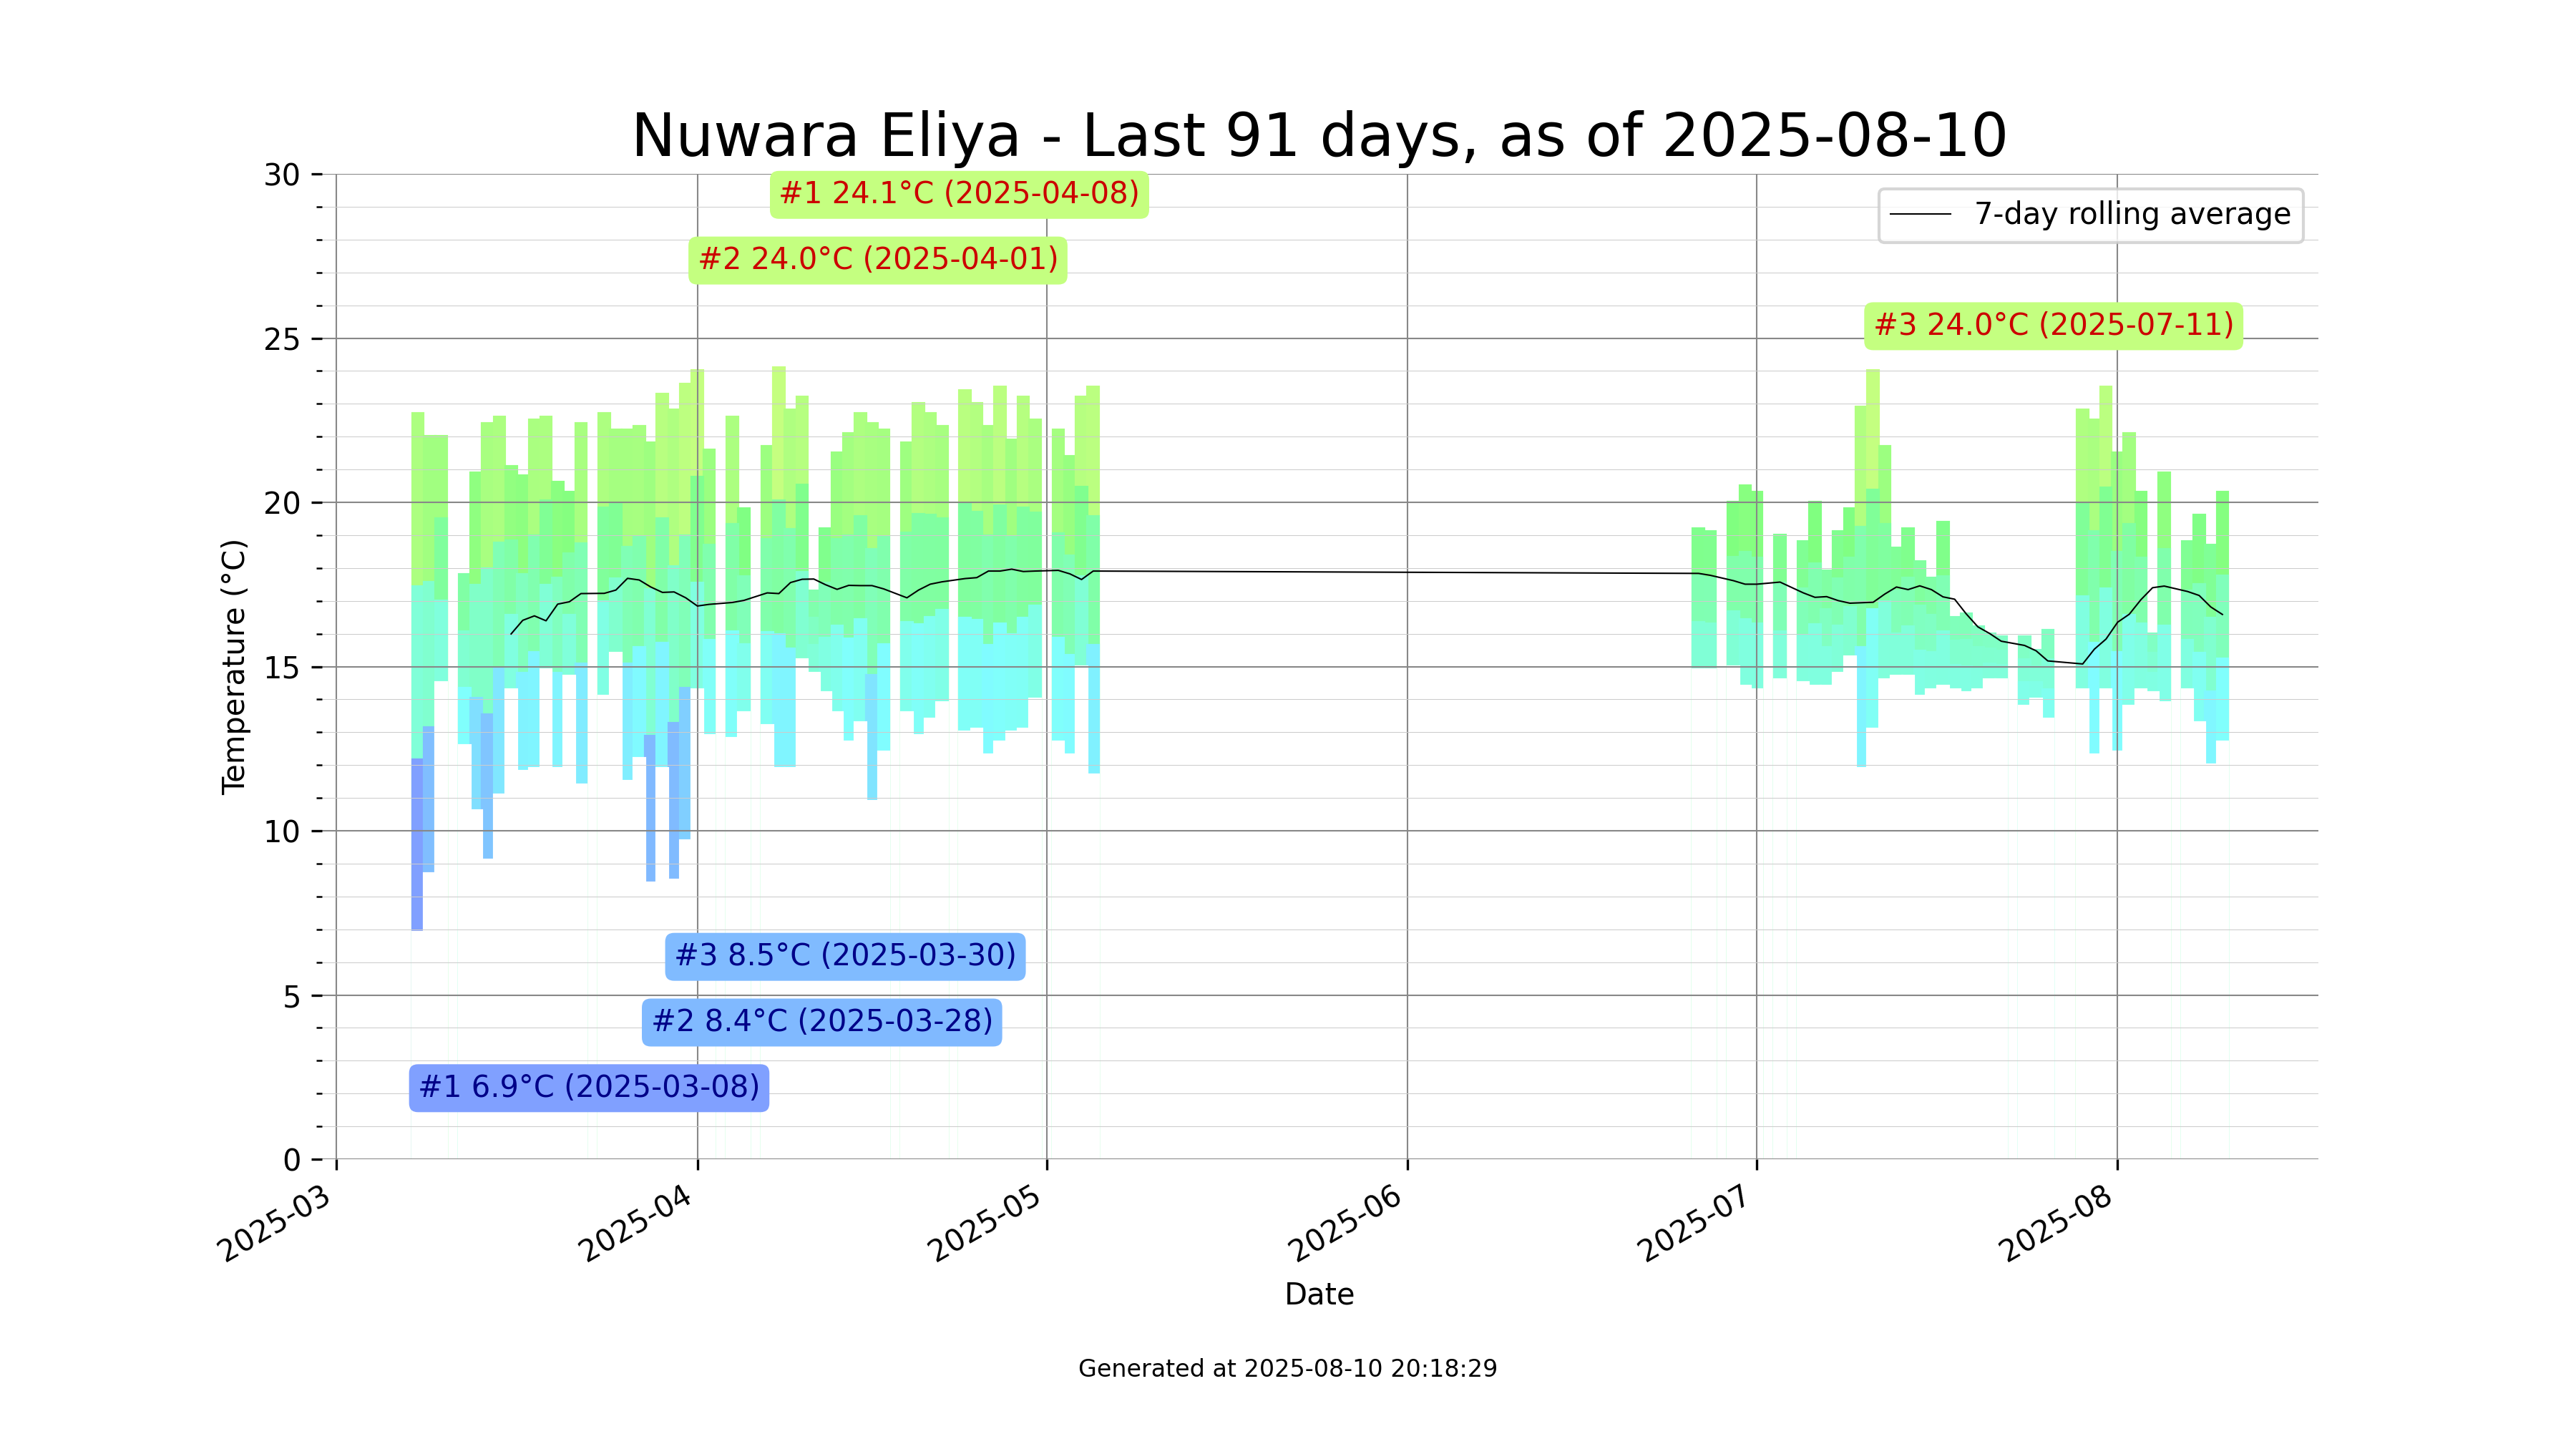 Nuwara Eliya - Last 91 days, as of 2025-08-10
30
#1 24.1°C (2025-04-08)
7-day rolling average
#2 24.0°C (2025-04-01)
#3 24.0°C (2025-07-11)
25
20
15
10
5
0
Temperature (°C)
#3 8.5°C (2025-03-30)
#2 8.4°C (2025-03-28)
#1 6.9°C (2025-03-08)
2025-03
2025-04
2025-05
2025-06
2025-07
2025-08
Date
Generated at 2025-08-10 20:18:29